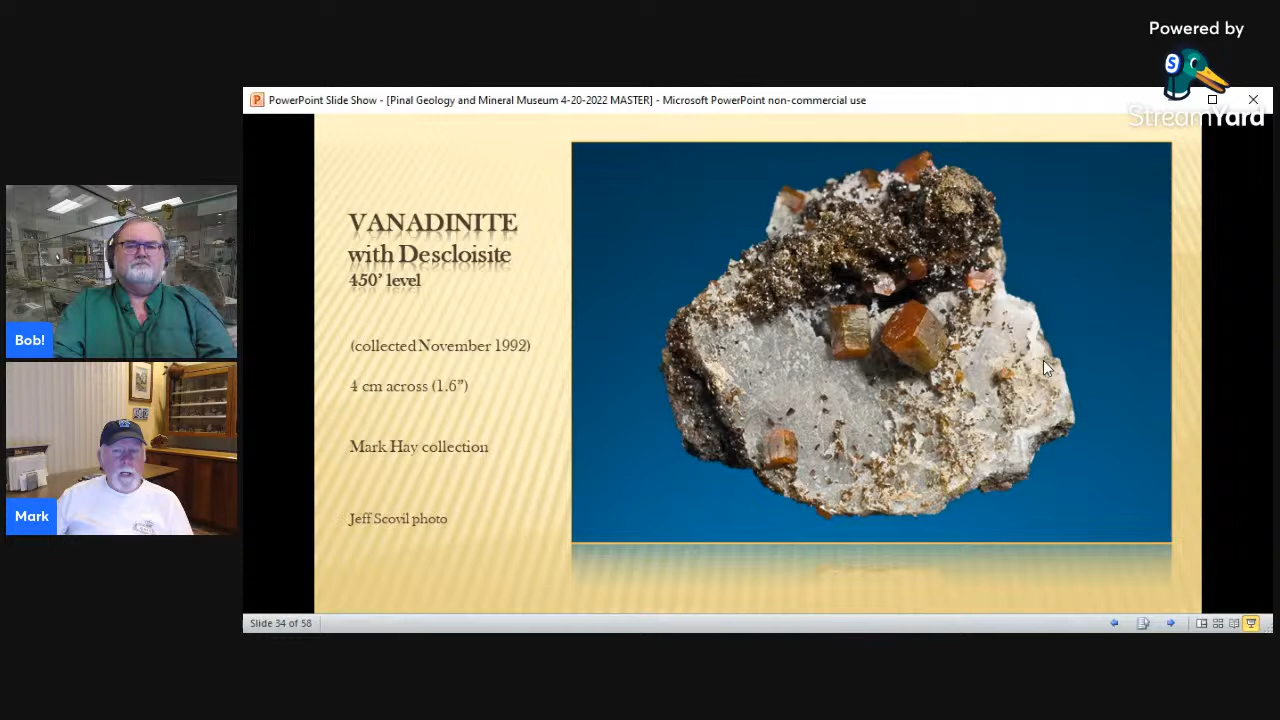 Powered by
StreamYard
PowerPoint Slide Show - [Pinal Geology and Mineral Museum 4-20-2022 MASTER] - Microsoft PowerPoint non-commercial use
VANADINITE
with Descloisite
450' level
(collected November 1992)
4 cm across (1.6")
Mark Hay collection
Jeff Scovil photo
Bob!
Mark
Slide 34 of 58